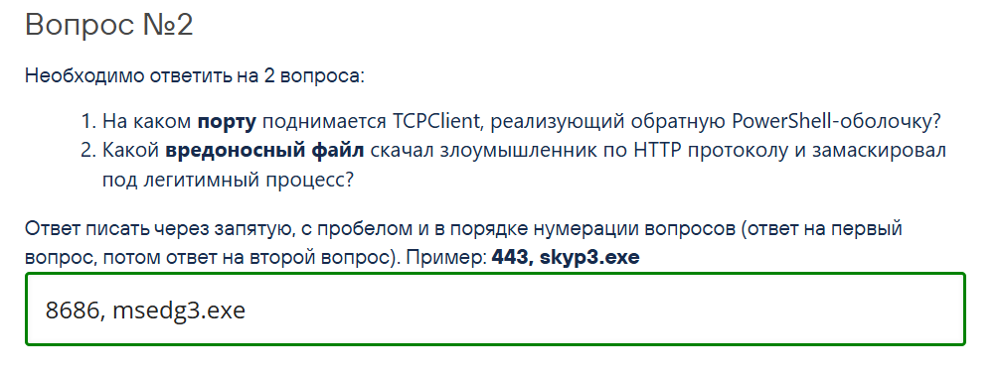 Вопрос №2
Необходимо ответить на 2 вопроса:
1. На каком порту поднимается TCPClient, реализующий обратную PowerShell-оболочку?
2. Какой вредоносный файл скачал злоумышленник по HTTP протоколу и замаскировал
под легитимный процесс?
Ответ писать через запятую, с пробелом и в порядке нумерации вопросов (ответ на первый
вопрос, потом ответ на второй вопрос). Пример: 443, skyp3.exe
8686, msedg3.exe